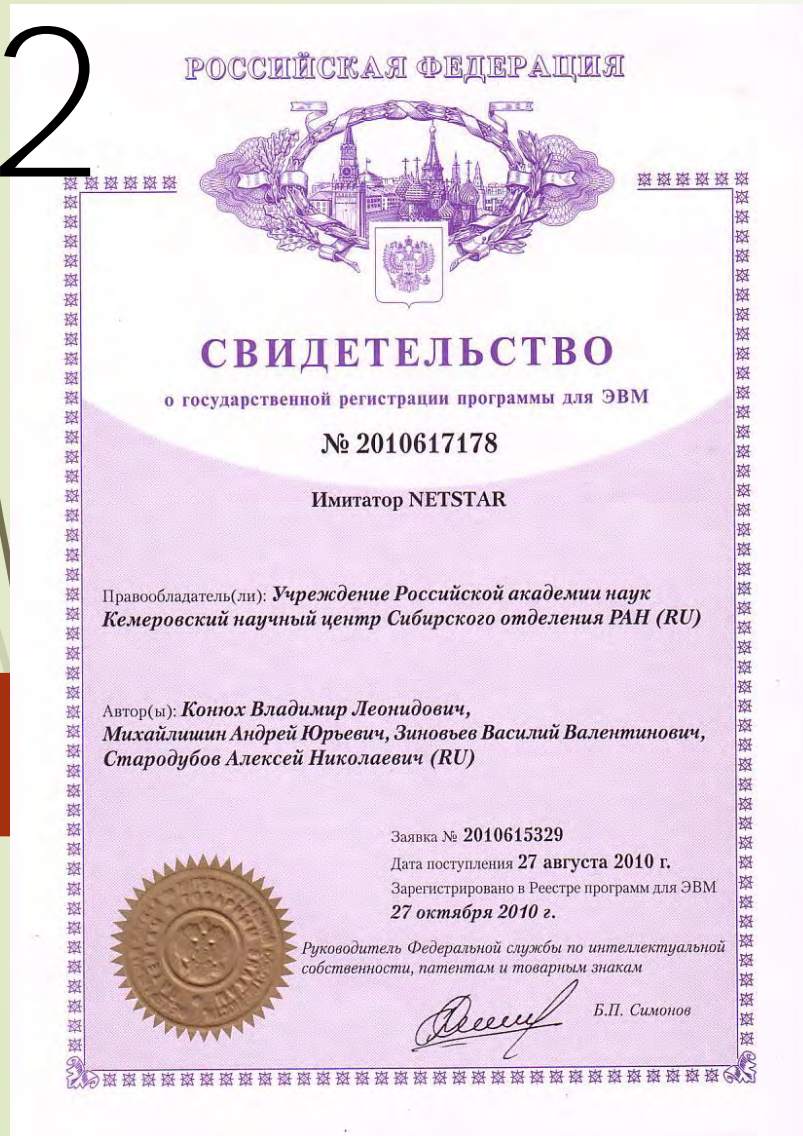 2
РОССИЙСКАЯ ФЕДЕРАЦИЯ
СВИДЕТЕЛЬСТВО
о государственной регистрации программы для ЭВМ
№ 2010617178
Имитатор NETSTAR
Правообладатель(ли): Учреждение Российской академии наук
Кемеровский научный центр Сибирского отделения РАН (RU)
Автор(ы): Конюх Владимир Леонидович,
Михайлишин Андрей Юрьевич, Зиновьев Василий Валентинович,
Стародубов Алексей Николаевич (RU)
Заявка № 2010615329
Дата поступления 27 августа 2010 г.
Зарегистрировано в Реестре программ для ЭВМ
27 октября 2010 г.
Руководитель Федеральной службы по интеллектуальной
собственности, патентам и товарным знакам
Б.П. Симонов